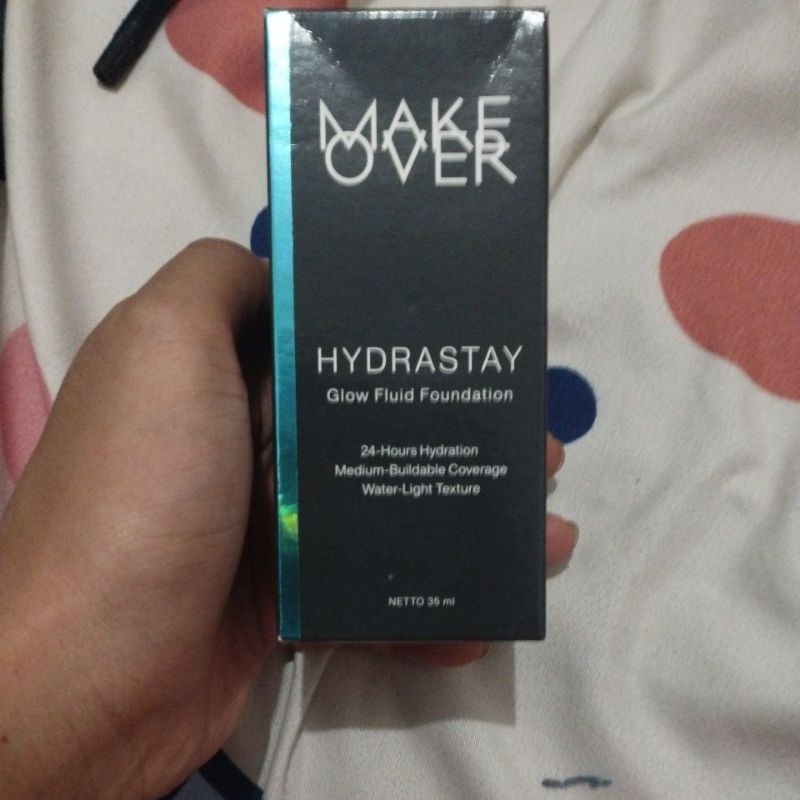 MAKE
OVER
HYDRASTAY
Glow Fluid Foundation
24-Hours Hydration
Medium-Buildable Coverage
Water-Light Texture
NETTO 35 ml